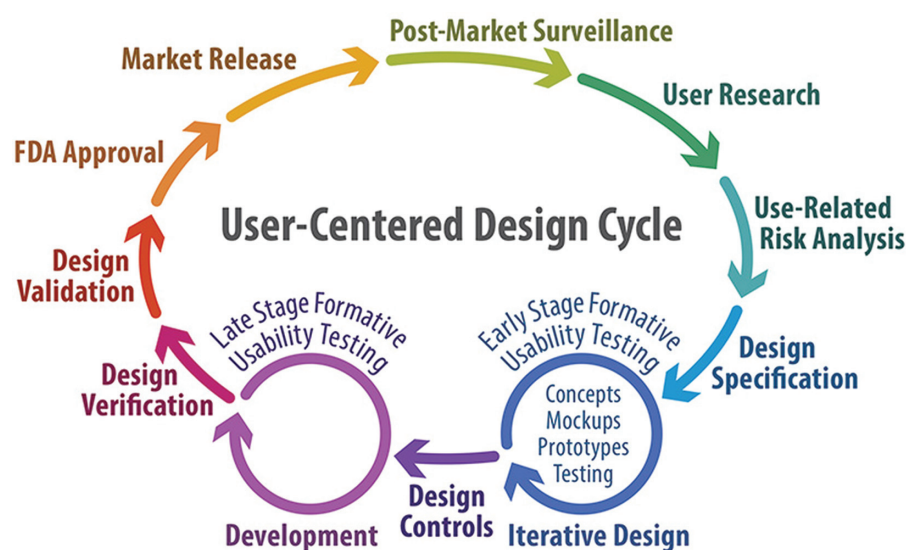 Post-Market Surveillance
Market Release
User Research
FDA Approval
User-Centered Design Cycle
Use-Related
Risk Analysis
Design
Validation
Late Stage Formative
Usability Testing
Early Stage Formative
Usability Testing
Design
Specification
Design
Verification
Concepts
Mockups
Prototypes
Testing
Design
Controls
Development
Iterative Design